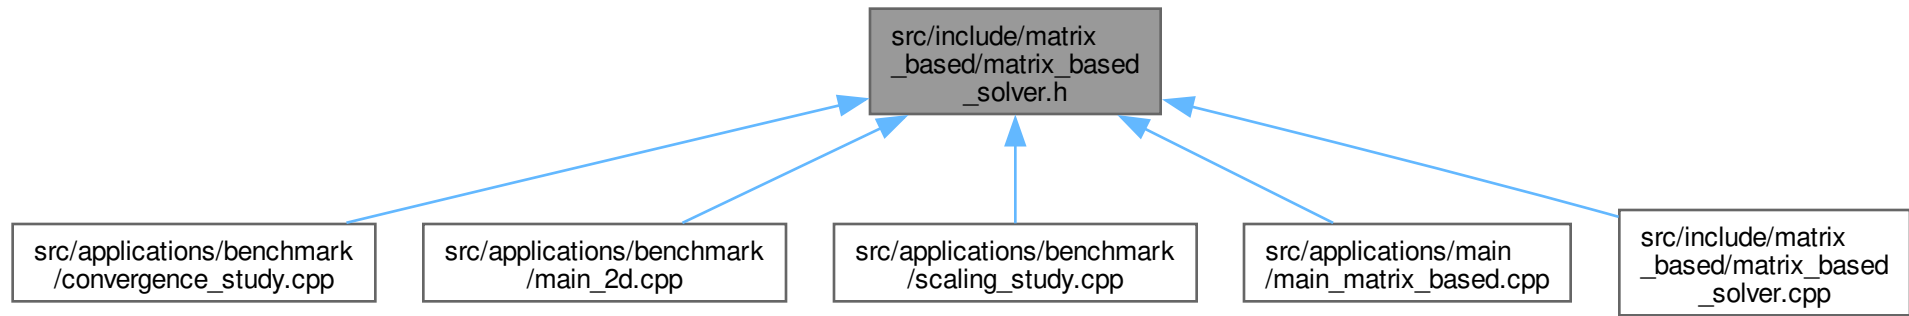 src/include/matrix
_based/matrix_based
_solver.h
src/applications/benchmark
/convergence_study.cpp
src/applications/benchmark
/main_2d.cpp
src/applications/benchmark
/scaling_study.cpp
src/applications/main
/main_matrix_based.cpp
src/include/matrix
_based/matrix_based
_solver.cpp